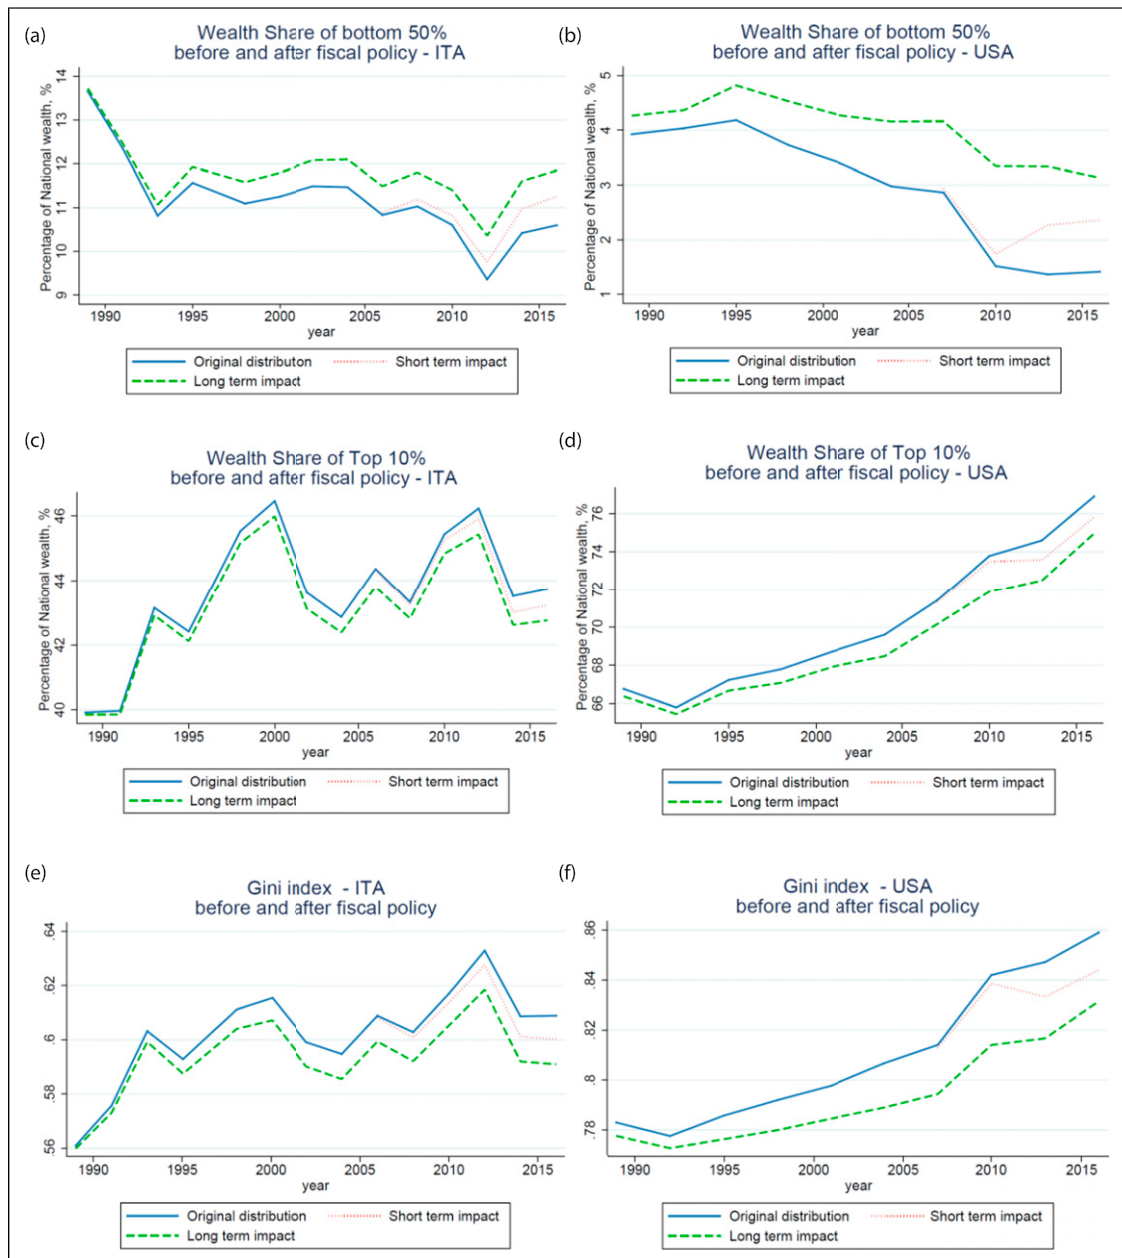 (a)
Wealth Share of bottom 50%
before and after fiscal policy - ITA
Percentage of National wealth, %
14
13
12
11
10
9
1990 1995 2000 2005 2010 2015
year
Original distributon Short term impact
Long term impact
(b)
Wealth Share of bottom 50%
before and after fiscal policy - USA
Percentage of National wealth, %
5
4
3
2
1
1990 1995 2000 2005 2010 2015
year
Original distribution Short term impact
Long term impact
(c)
Wealth Share of Top 10%
before and after fiscal policy - ITA
Percentage of National wealth, %
46
44
42
40
1990 1995 2000 2005 2010 2015
year
Original distribution Short term impact
Long term impact
(d)
Wealth Share of Top 10%
before and after fiscal policy - USA
Percentage of National wealth, %
76
74
72
70
68
66
1990 1995 2000 2005 2010 2015
year
Original distribution Short term impact
Long term impact
(e)
Gini index - ITA
before and after fiscal policy
.64
.62
.6
.58
.56
1990 1995 2000 2005 2010 2015
year
Original distribution Short term impact
Long term impact
(f)
Gini index - USA
before and after fiscal policy
.86
.84
.82
.8
.78
1990 1995 2000 2005 2010 2015
year
Original distribution Short term impact
Long term impact